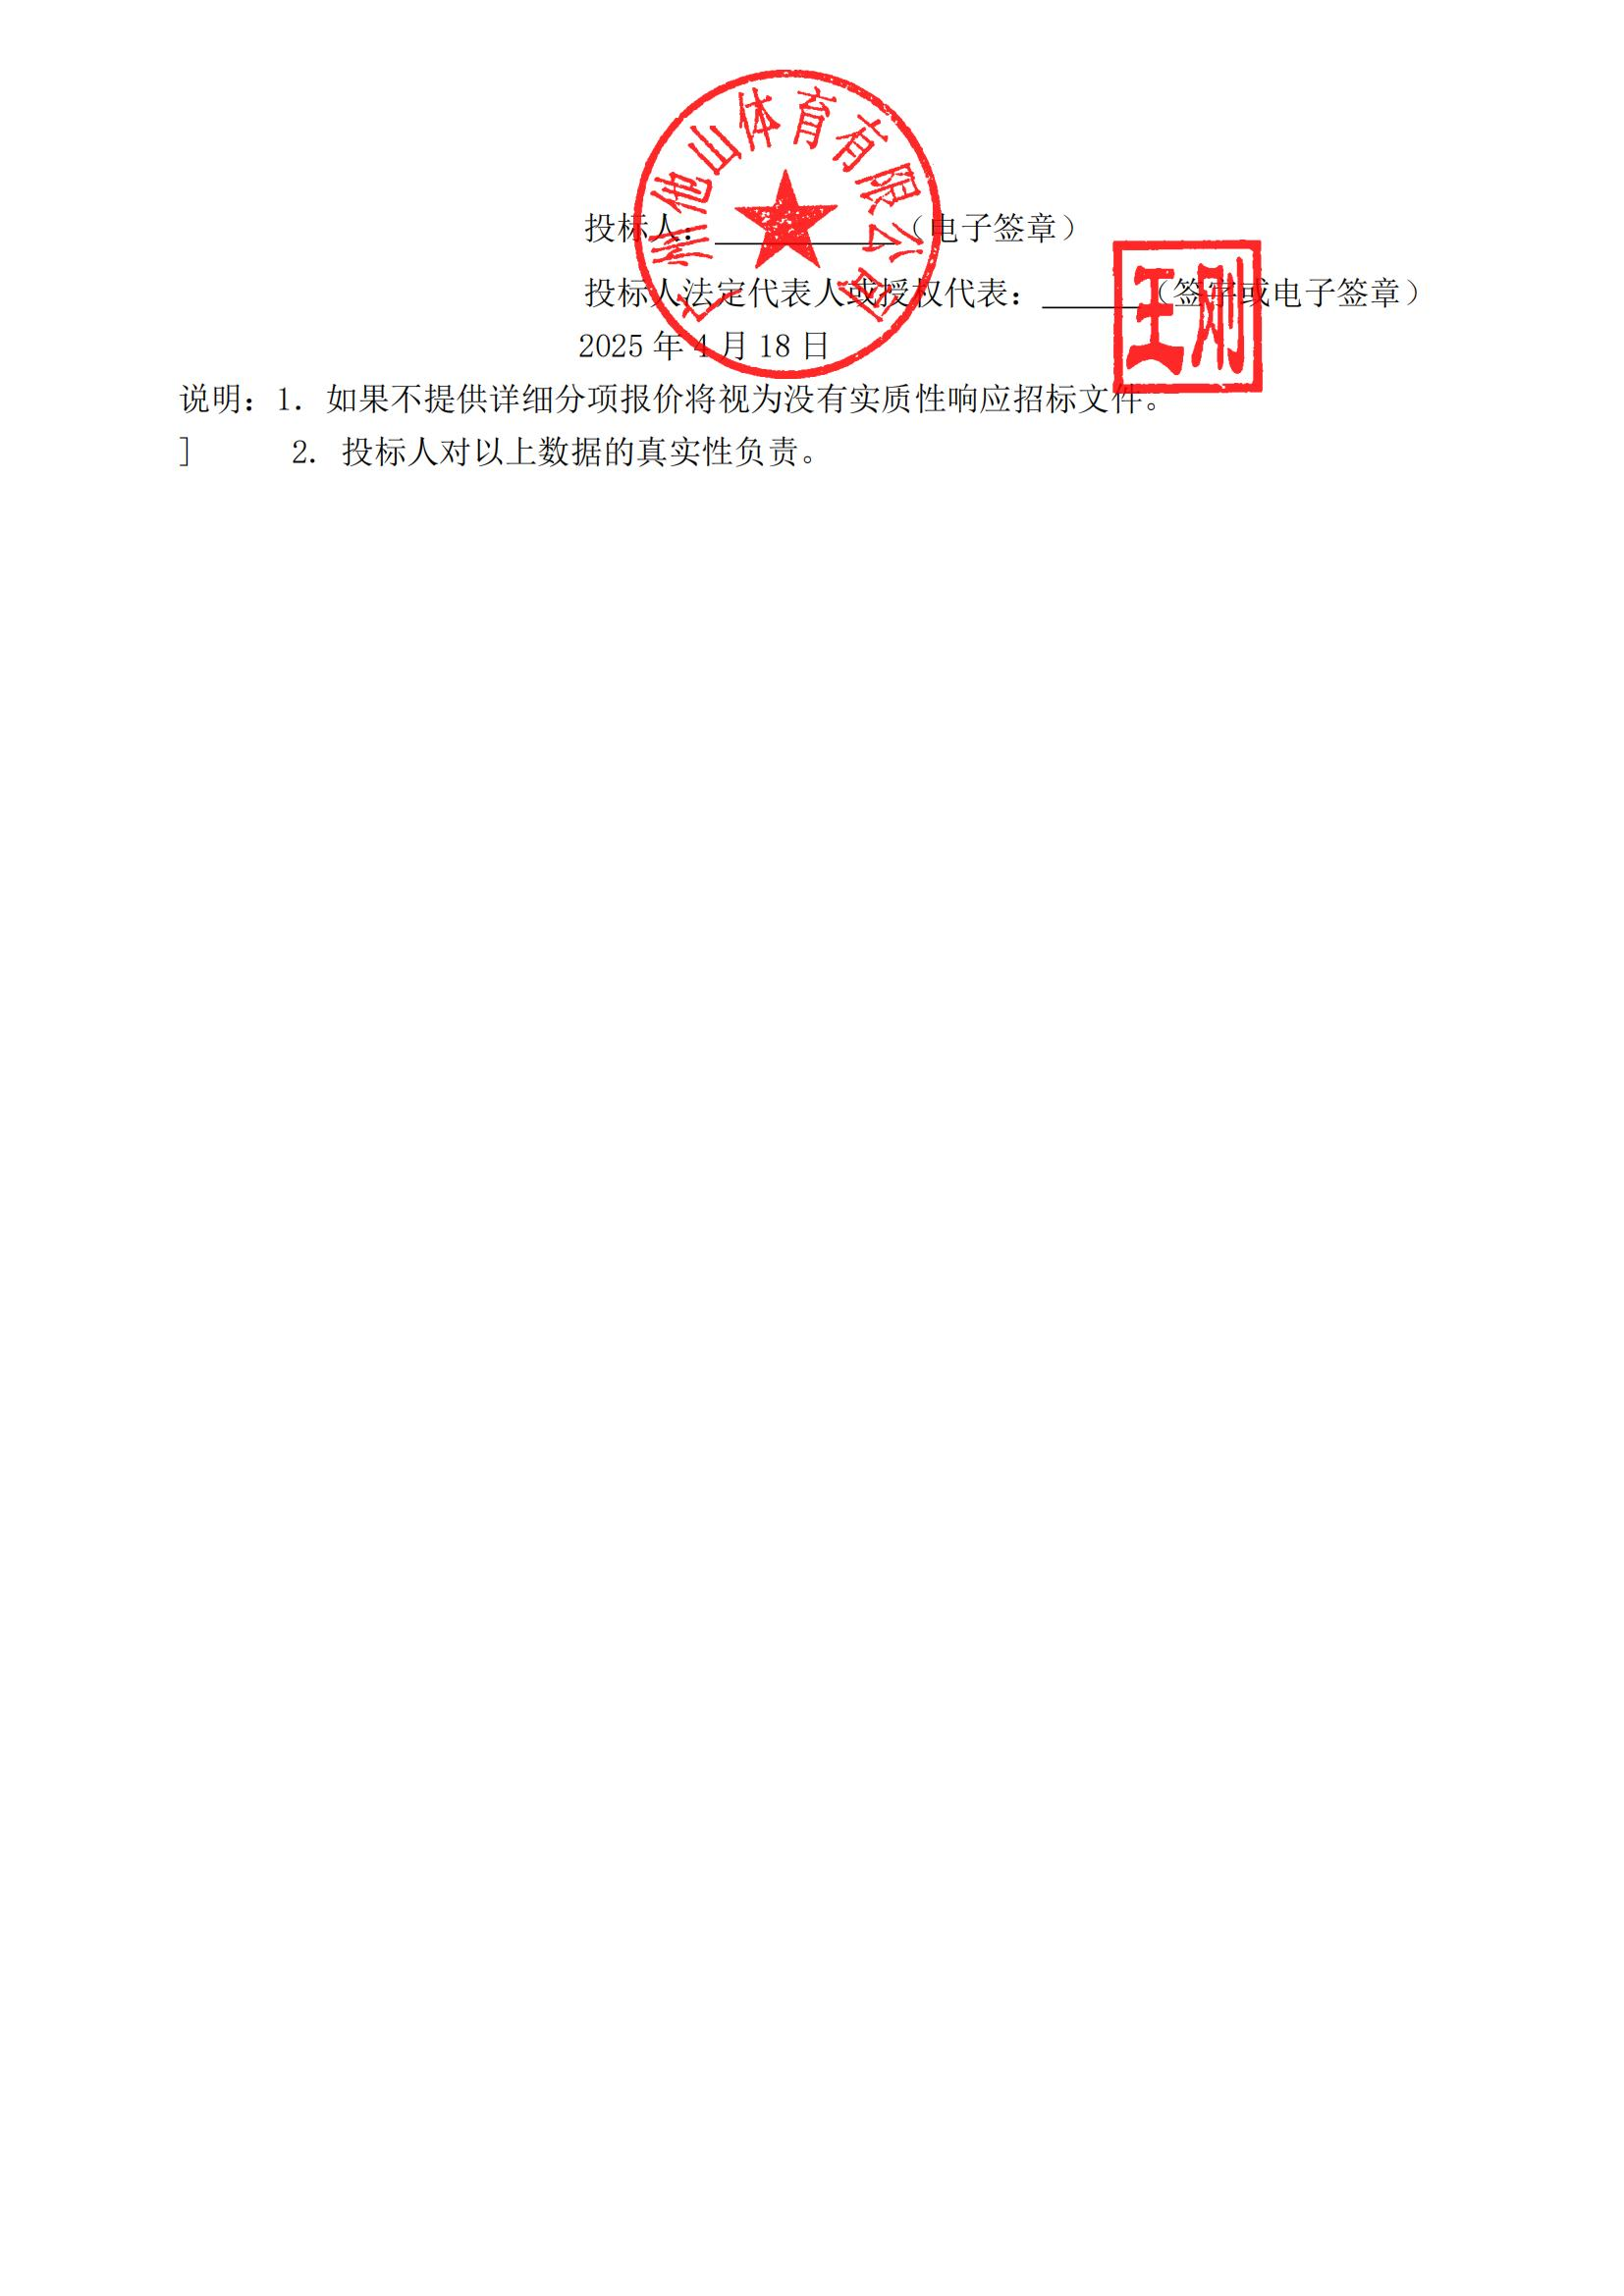 广州他山体育有限公司
投标人：（电子签章）
王刚
投标人法定代表人或授权代表：（签字或电子签章）
2025 年 4 月 18 日
说明：1. 如果不提供详细分项报价将视为没有实质性响应招标文件。
] 2. 投标人对以上数据的真实性负责。